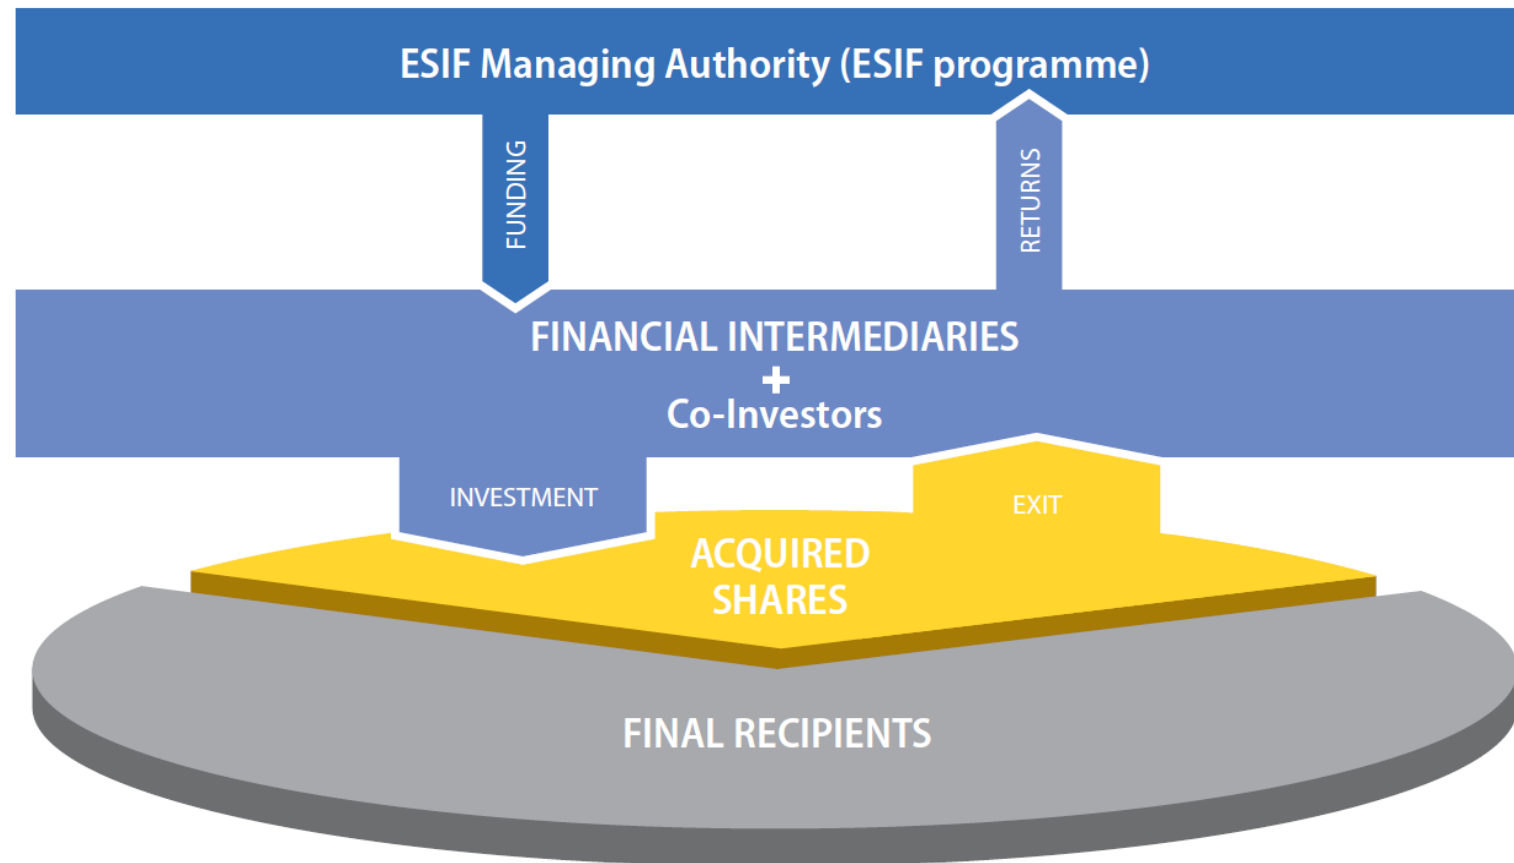 ESIF Managing Authority (ESIF programme)
FUNDING
RETURNS
FINANCIAL INTERMEDIARIES
+
Co-Investors
INVESTMENT
EXIT
ACQUIRED
SHARES
FINAL RECIPIENTS